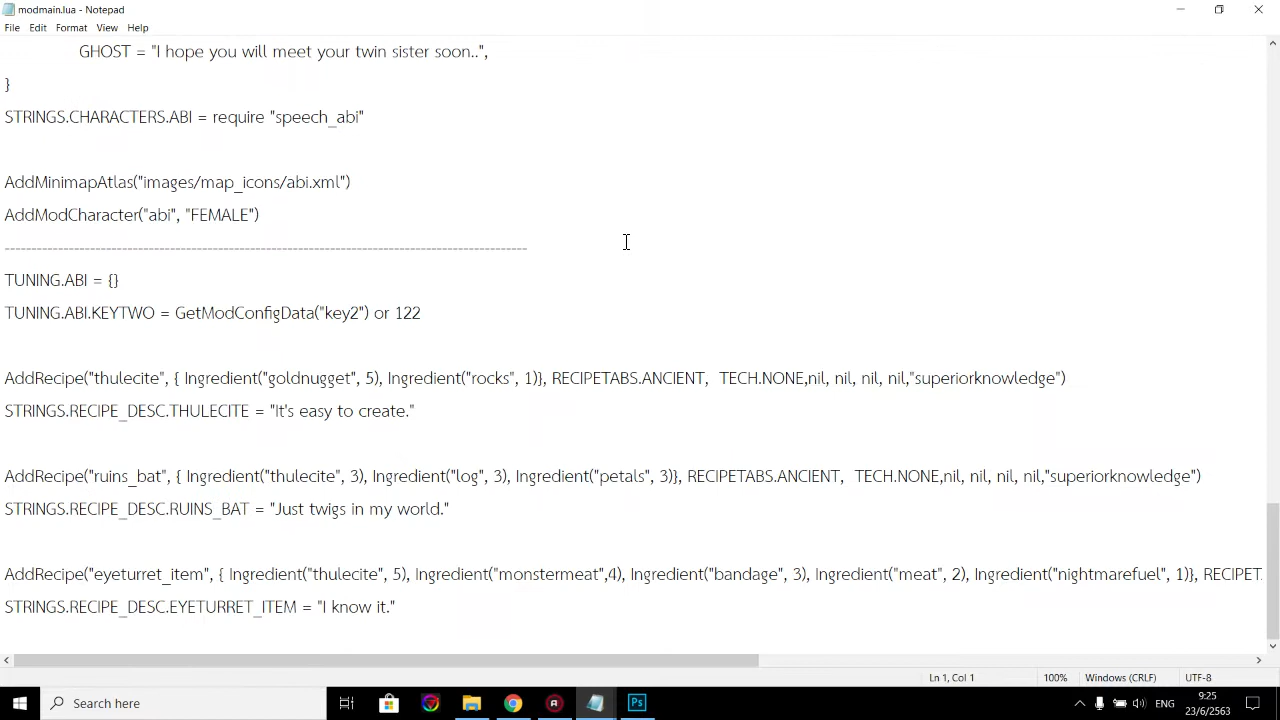 modmain.lua - Notepad
File Edit Format View Help
GHOST = "I hope you will meet your twin sister soon..",
}
STRINGS.CHARACTERS.ABI = require "speech_abi"
AddMinimapAtlas("images/map_icons/abi.xml")
AddModCharacter("abi", "FEMALE")
---------------------------------------------------------------------------------------------------
TUNING.ABI = {}
TUNING.ABI.KEYTWO = GetModConfigData("key2") or 122
AddRecipe("thulecite", { Ingredient("goldnugget", 5), Ingredient("rocks", 1)}, RECIPETABS.ANCIENT,  TECH.NONE,nil, nil, nil, nil,"superiorknowledge")
STRINGS.RECIPE_DESC.THULECITE = "It's easy to create."
AddRecipe("ruins_bat", { Ingredient("thulecite", 3), Ingredient("log", 3), Ingredient("petals", 3)}, RECIPETABS.ANCIENT,  TECH.NONE,nil, nil, nil, nil,"superiorknowledge")
STRINGS.RECIPE_DESC.RUINS_BAT = "Just twigs in my world."
AddRecipe("eyeturret_item", { Ingredient("thulecite", 5), Ingredient("monstermeat",4), Ingredient("bandage", 3), Ingredient("meat", 2), Ingredient("nightmarefuel", 1)}, RECIPET
STRINGS.RECIPE_DESC.EYETURRET_ITEM = "I know it."
Ln 1, Col 1 100% Windows (CRLF) UTF-8
Search here
Ps
ENG
9:25
23/6/2563